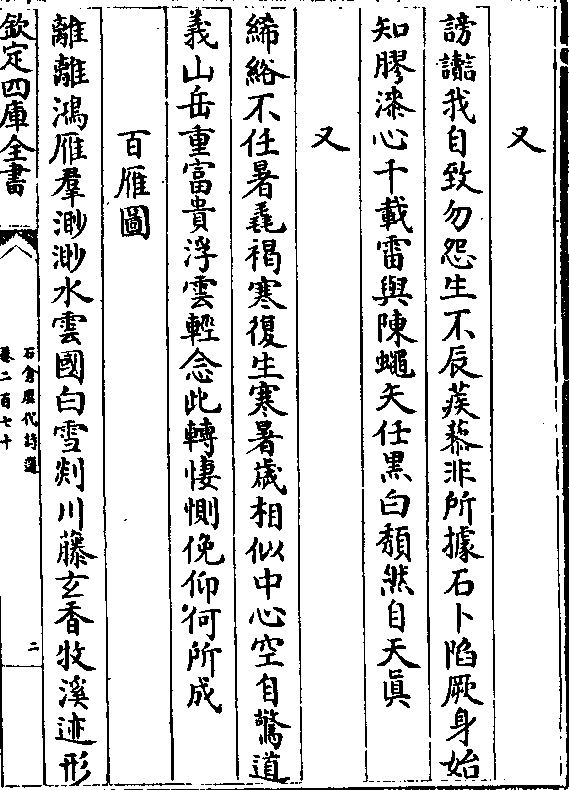 又
謗讟我自致勿怨生不辰蒺藜非所據石卜陷厥身始
知膠漆心十載雷與陳蠅矢任黑白頽然自天眞
又
絺綌不任暑毳褐寒復生寒暑歲相似中心空自驚道
義山岳重富貴浮雲輕念此轉悽惻俛仰何所成
百雁圖
離離鴻雁羣渺渺水雲國白雪剡川藤玄香牧溪迹形
欽定四庫全書
石倉歷代詩選
卷二百七十
二